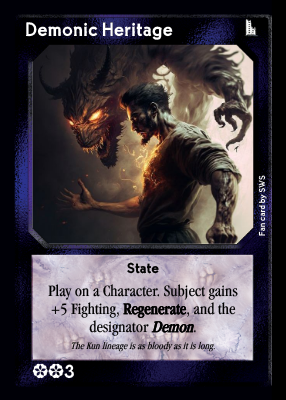 Demonic Heritage
Fan card by SWS
State
Play on a Character. Subject gains
+5 Fighting, Regenerate, and the
designator Demon.
The Kun lineage is as bloody as it is long.
3